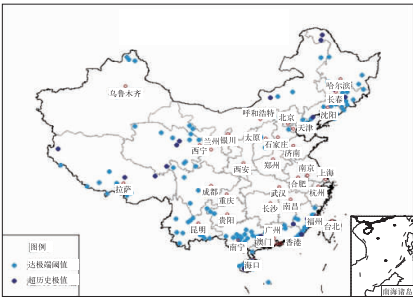 哈尔滨
乌鲁木齐
长春
沈阳
呼和浩特
北京
天津
兰州
银川
太原
石家庄
西宁
济南
郑州
西安
南京
上海
合肥
拉萨
成都
武汉
杭州
重庆
长沙
南昌
贵阳
福州
昆明
台北
广州
南宁
澳门
香港
海口
图例
达极端阈值
超历史极值
南海诸岛